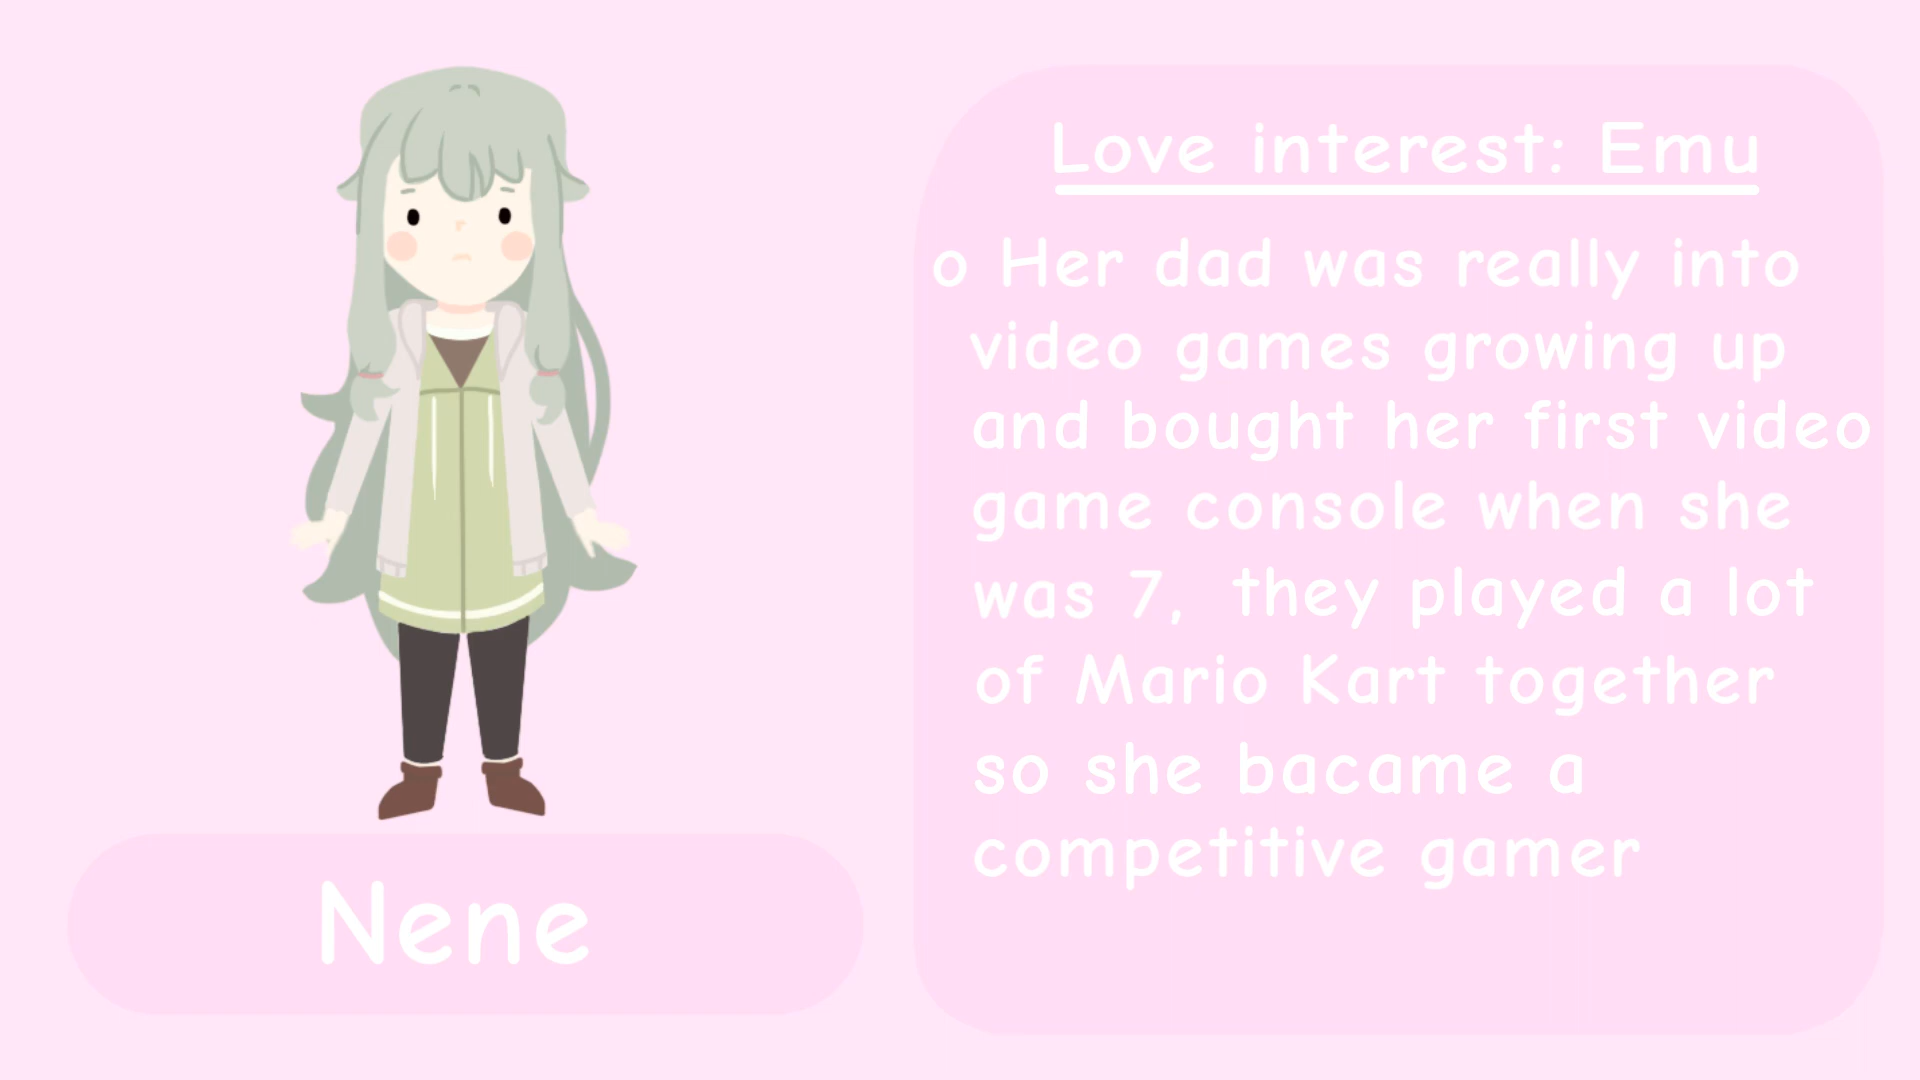 Love interest: Emu
o Her dad was really into
video games growing up
and bought her first video
game console when she
was 7, they played a lot
of Mario Kart together
so she bacame a
competitive gamer
Nene